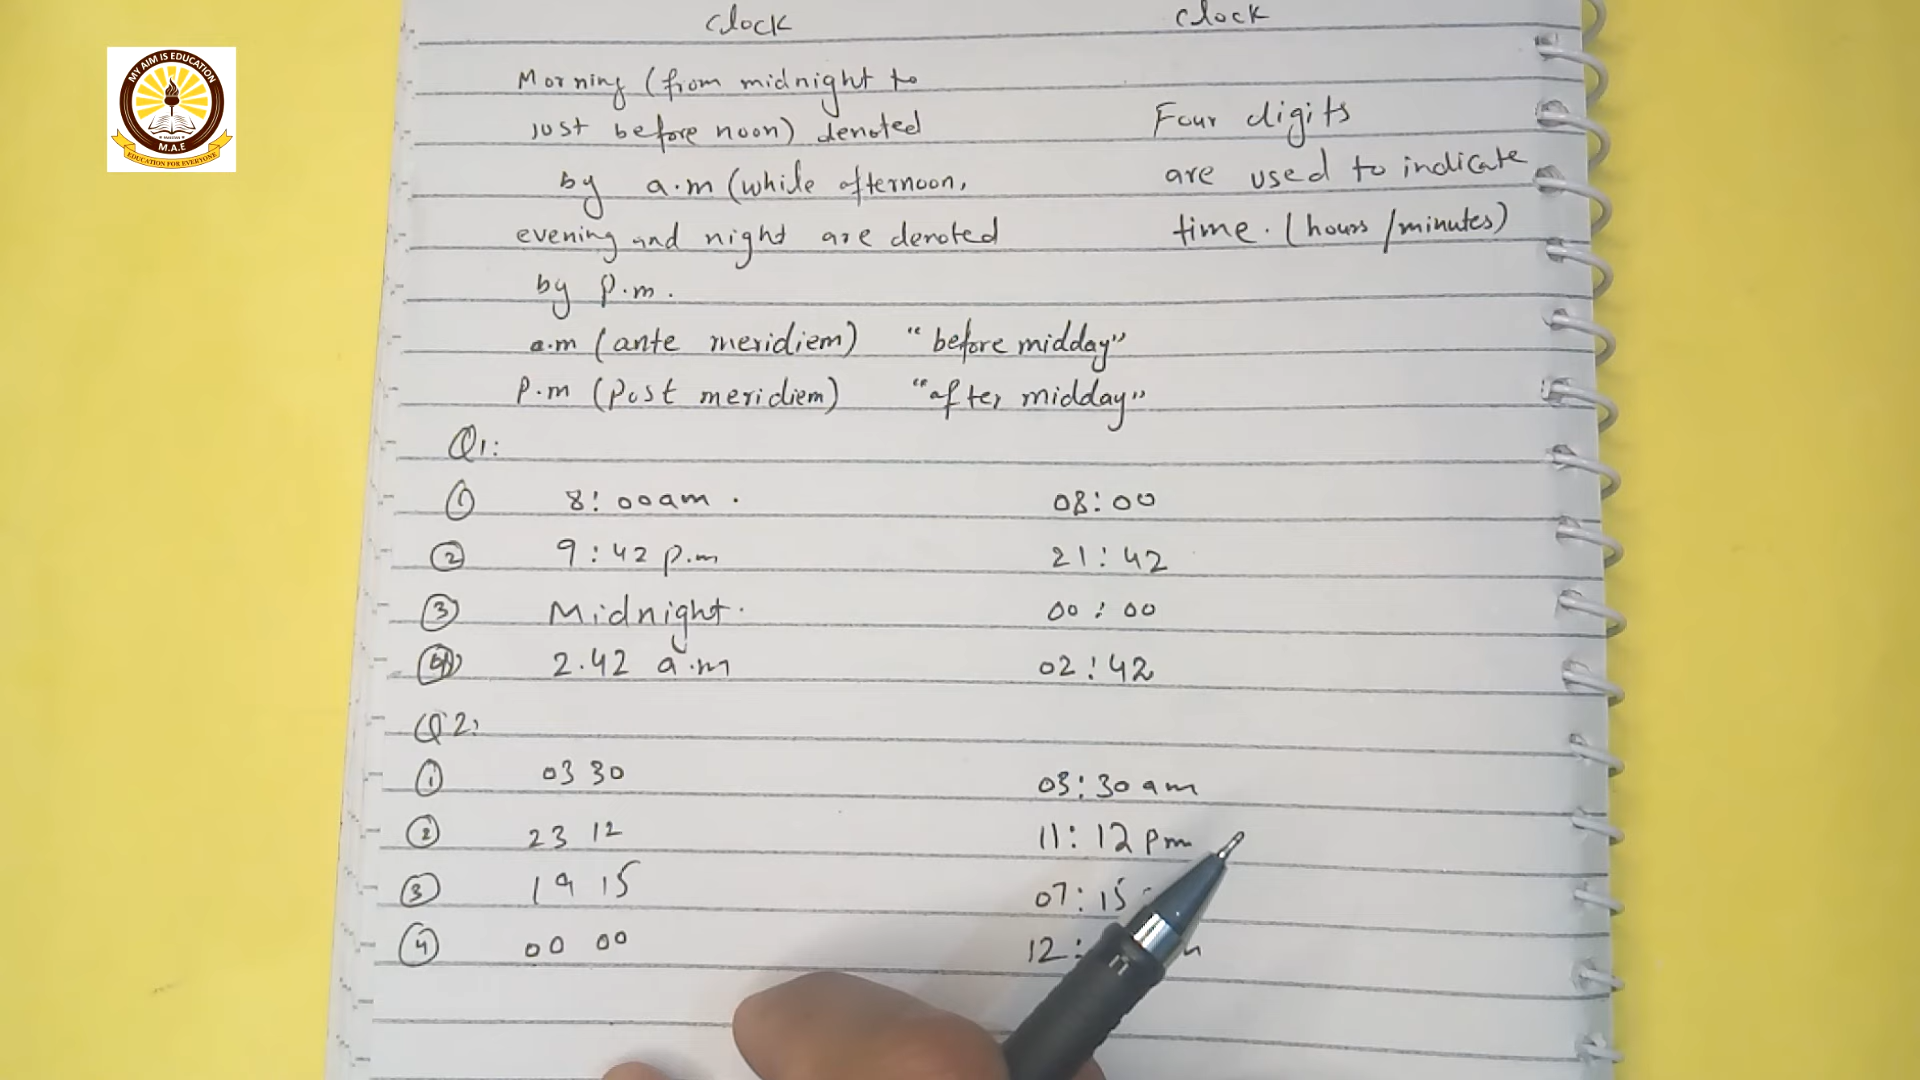 MY AIM IS EDUCATION
M.A.E
EDUCATION FOR EVERYONE
Clock Clock
Morning (from midnight to
just before noon) denoted
by a.m (while afternoon,
evening and night are denoted
by p.m.
Four digits
are used to indicate
time. (hours/minutes)
a.m (ante meridiem) "before midday"
P.m (Post meridiem) "after midday"
Q1:
① 8:00am. 08:00
② 9:42 p.m 21:42
③ Midnight. 00:00
④ 2.42 a.m 02:42
Q2:
① 03 30 03:30 am
② 23 12 11:12 pm
③ 19 15 07:15
④ 00 00 12: